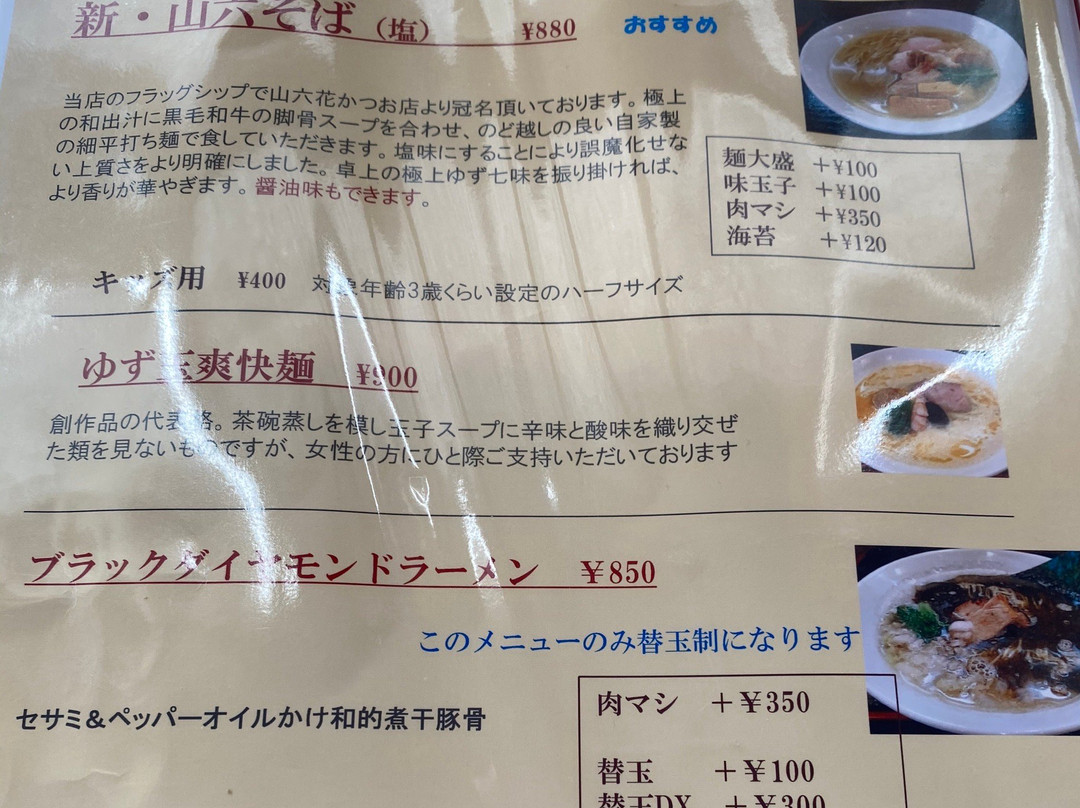 新・山六そば（塩） ¥880 おすすめ
当店のフラッグシップで山六花かつお店より冠名頂いております。極上
の和出汁に黒毛和牛の脚骨スープを合わせ、のど越しの良い自家製
の細平打ち麺で食していただきます。塩味にすることにより誤魔化せな
い上質さをより明確にしました。卓上の極上ゆず七味を振り掛ければ、
より香りが華やぎます。醤油味もできます。
麺大盛 +¥100
味玉子 +¥100
肉マシ +¥350
海苔 +¥120
キッズ用 ¥400 対象年齢3歳くらい設定のハーフサイズ
ゆず玉爽快麺 ¥900
創作品の代表格。茶碗蒸しを模し玉子スープに辛味と酸味を織り交ぜ
た類を見ないものですが、女性の方にひと際ご支持いただいております
ブラックダイヤモンドラーメン ¥850
このメニューのみ替玉制になります
セサミ&ペッパーオイルかけ和的煮干豚骨
肉マシ +¥350
替玉 +¥100
替玉DX +¥300